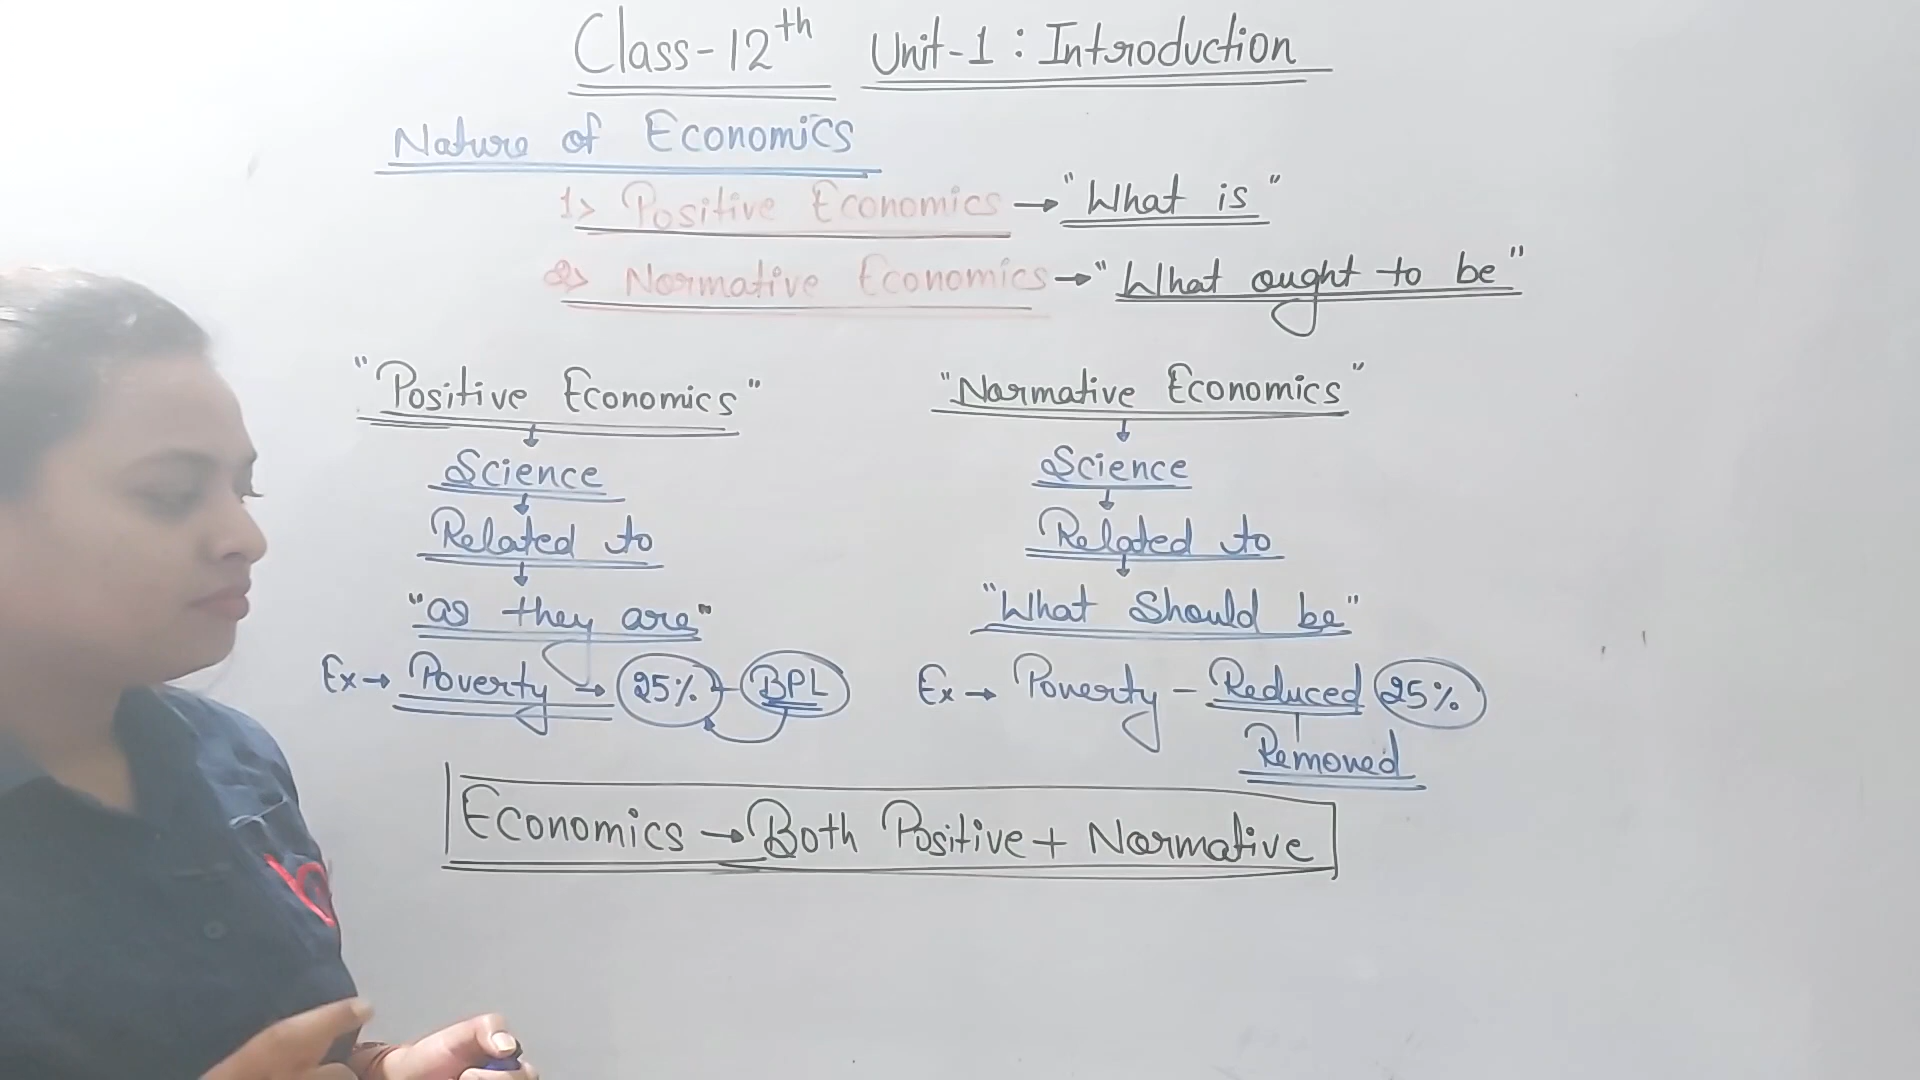 Class-12th Unit-1 : Introduction
Nature of Economics
1> Positive Economics → "What is"
2> Normative Economics → "What ought to be"
"Positive Economics"
↓
Science
↓
Related to
↓
"as they are"
Ex → Poverty → 25% - BPL
"Normative Economics"
↓
Science
↓
Related to
↓
"What Should be"
Ex → Poverty - Reduced 25%
Removed
Economics → Both Positive + Normative